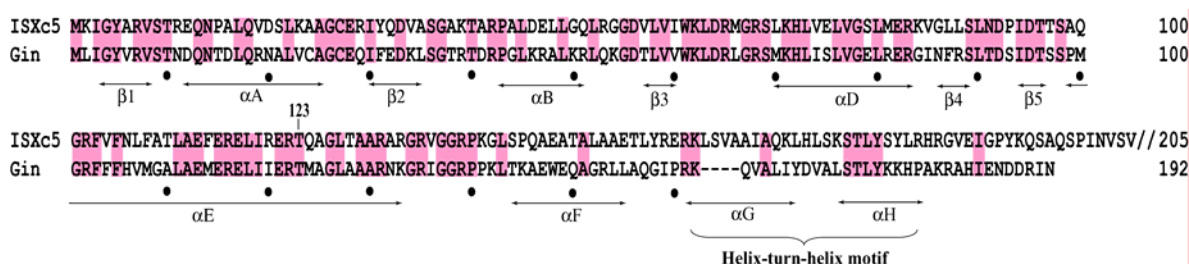 ISXc5 MKIGYARVSTREQNPALQVDSLKAAGCERIYQDVASGAKTARPALDELLGQLRGGDVLVIWKLDRMGRSLKHLVELVGSLMERKVGLLSLNDPIDTTSAQ 100
Gin MLIGYVRVSTNDQNTDLQRNALVCAGCEQIFEDKLSGTRTDRPGLKRALKRLQKGDTLVVWKLDRLGRSMKHLISLVGELRERGINFRSLTDSIDTSSPM 100
β1 αA β2 αB β3 αD β4 β5
123
ISXc5 GRFVFNLFATLAEFERELIRERTQAGLTAARARGRVGGRPKGLSPQAEATALAAETLYRERKLSVAAIAQKLHLSKSTLYSYLRHRGVEIGPYKQSAQSPINVSV// 205
Gin GRFFFHVMGALAEMERELIIERTMAGLAAARNKGRIGGRPPKLTKAEWEQAGRLLAQGIPRK----QVALIYDVALSTLYKKHPAKRAHIENDDRIN 192
αE αF αG αH
Helix-turn-helix motif